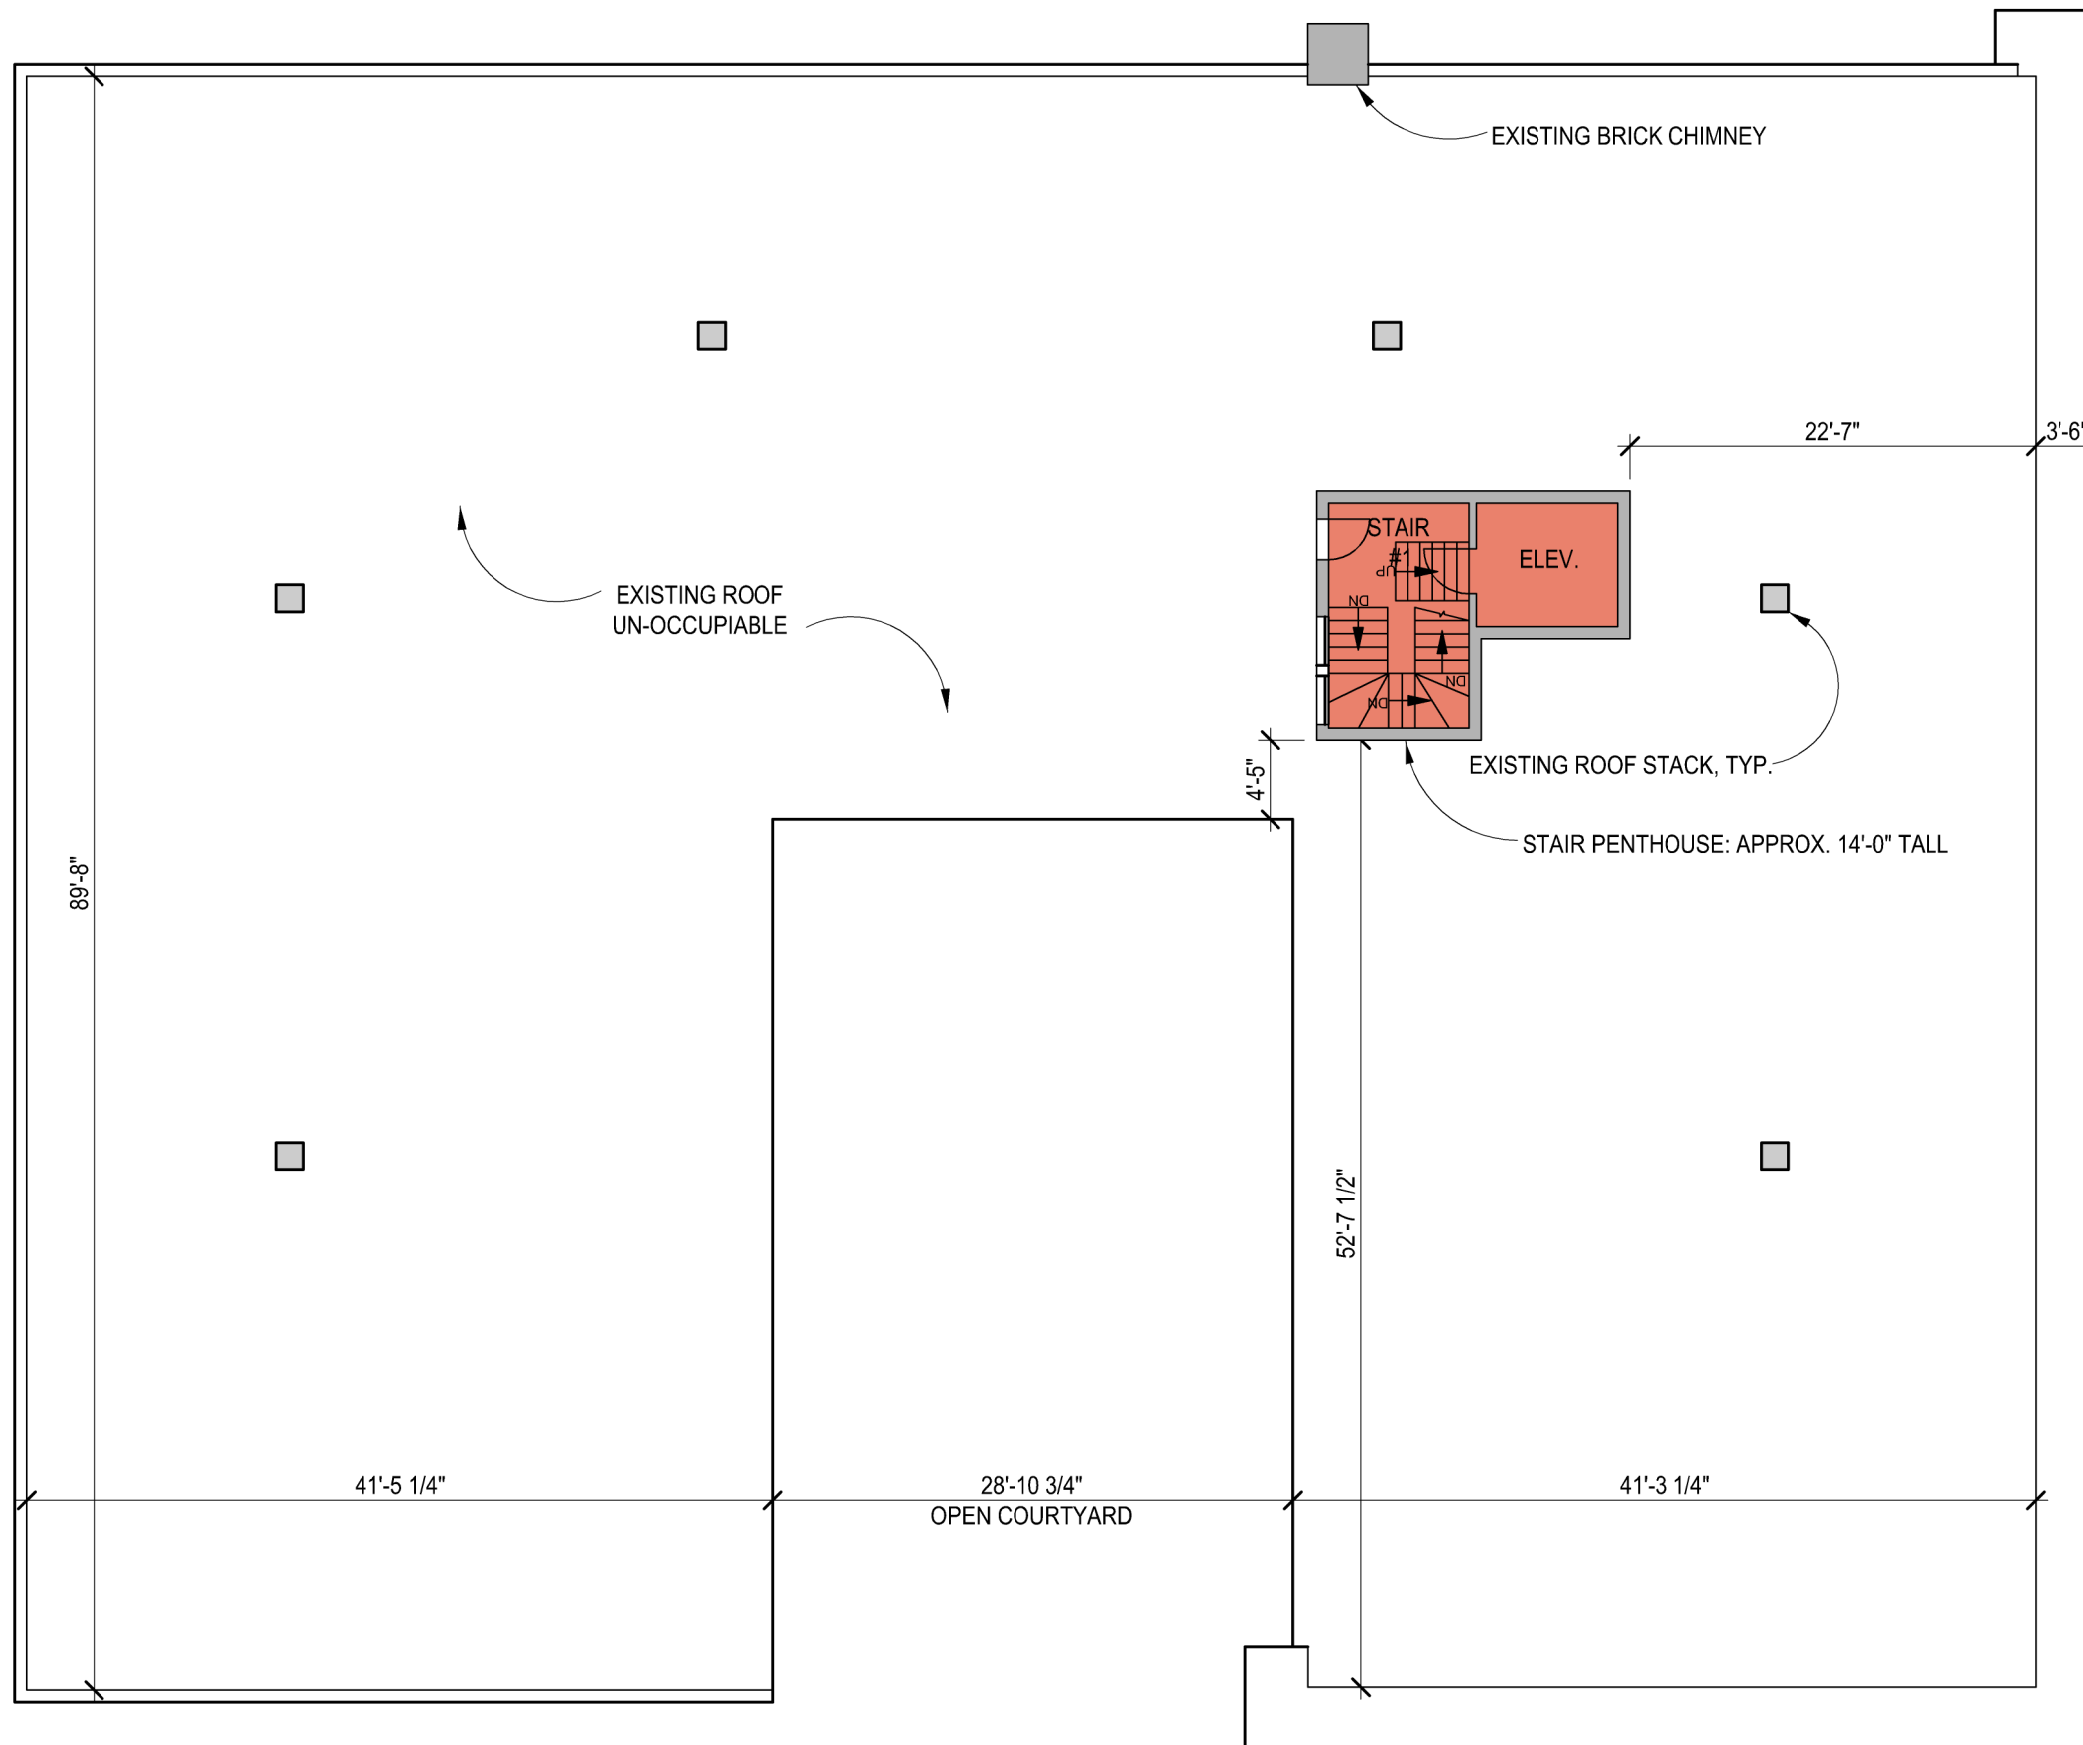 EXISTING BRICK CHIMNEY
22'-7"
3'-6"
STAIR
#1
ELEV.
UP
DN
DN
DN
EXISTING ROOF
UN-OCCUPIABLE
EXISTING ROOF STACK, TYP.
4'-5"
STAIR PENTHOUSE: APPROX. 14'-0" TALL
89'-8"
52'-7 1/2"
41'-5 1/4"
28'-10 3/4"
41'-3 1/4"
OPEN COURTYARD